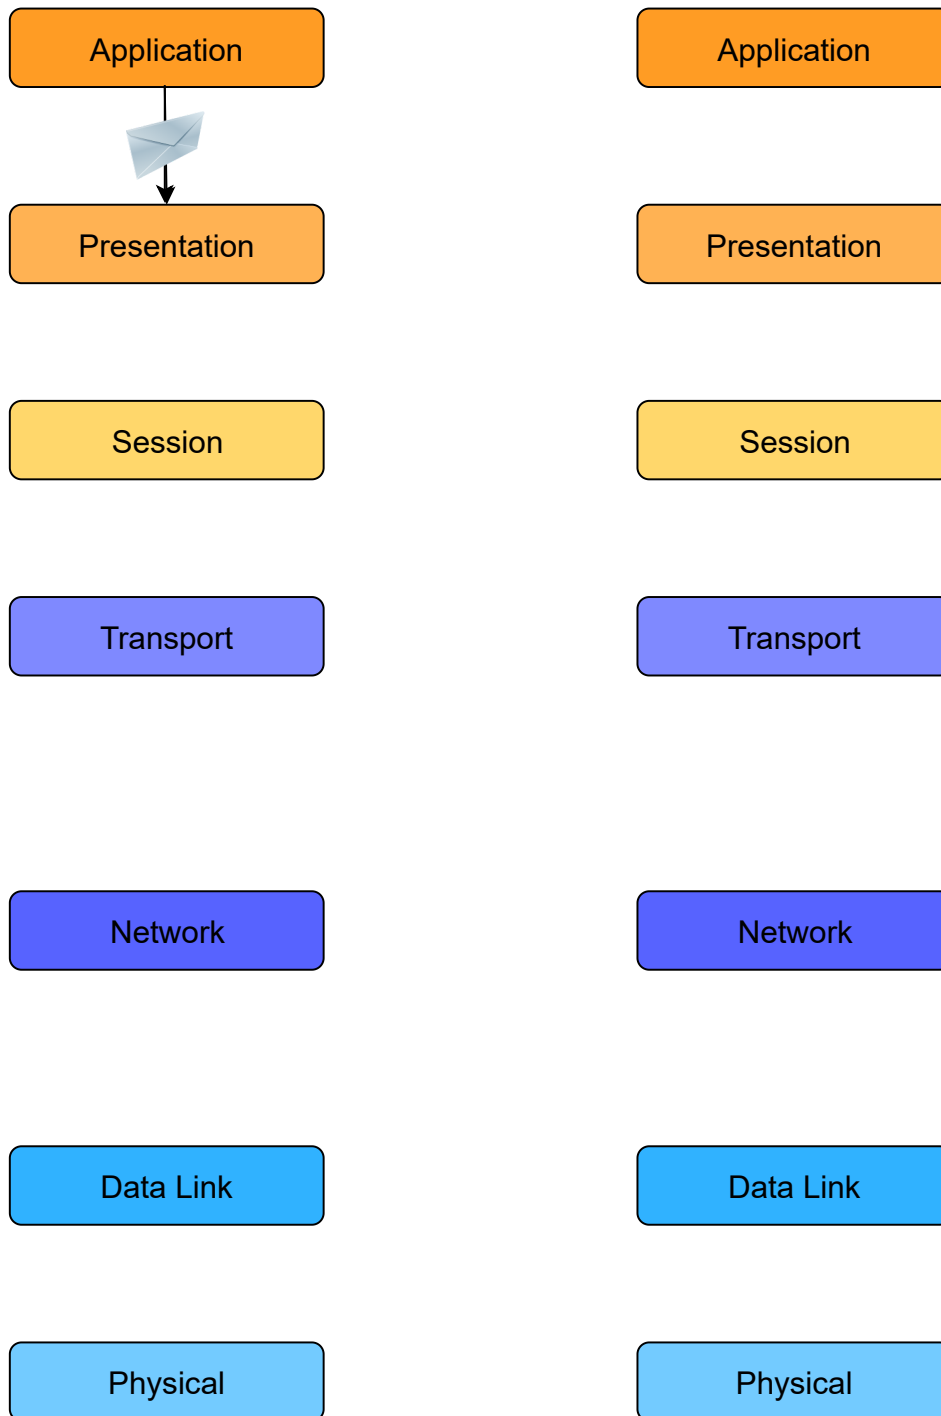 Application
Application
Presentation
Presentation
Session
Session
Transport
Transport
Network
Network
Data Link
Data Link
Physical
Physical